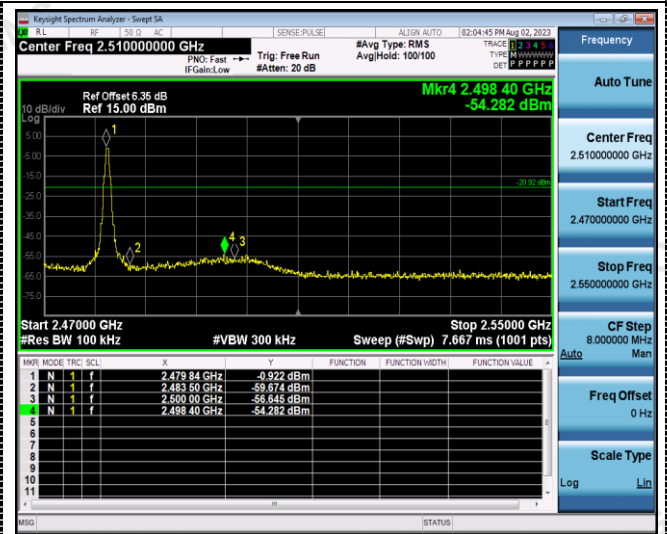 Keysight Spectrum Analyzer - Swept SA
RL RF 50 Ω AC SENSE:PULSE ALIGN AUTO 02:04:45 PM Aug 02, 2023
Center Freq 2.510000000 GHz
PNO: Fast
IFGain:Low
Trig: Free Run
#Atten: 20 dB
#Avg Type: RMS
Avg|Hold: 100/100
TRACE 1 2 3 4 5 6
TYPE M WWWWW
DET P P P P P P
Frequency
Auto Tune
Mkr4 2.498 40 GHz
-54.282 dBm
Ref Offset 6.35 dB
10 dB/div Ref 15.00 dBm
Log
5.00
-5.00
-15.0
-25.0
-35.0
-45.0
-55.0
-65.0
-75.0
1
2
4
3
-20.92 dBm
Center Freq
2.510000000 GHz
Start Freq
2.470000000 GHz
Stop Freq
2.550000000 GHz
Start 2.47000 GHz Stop 2.55000 GHz
#Res BW 100 kHz #VBW 300 kHz Sweep (#Swp) 7.667 ms (1001 pts)
CF Step
8.000000 MHz
Auto Man
MKR MODE TRC SCL X Y FUNCTION FUNCTION WIDTH FUNCTION VALUE
1 N 1 f 2.479 84 GHz -0.922 dBm
2 N 1 f 2.483 50 GHz -59.674 dBm
3 N 1 f 2.500 00 GHz -56.645 dBm
4 N 1 f 2.498 40 GHz -54.282 dBm
5
6
7
8
9
10
11
Freq Offset
0 Hz
Scale Type
Log Lin
MSG STATUS